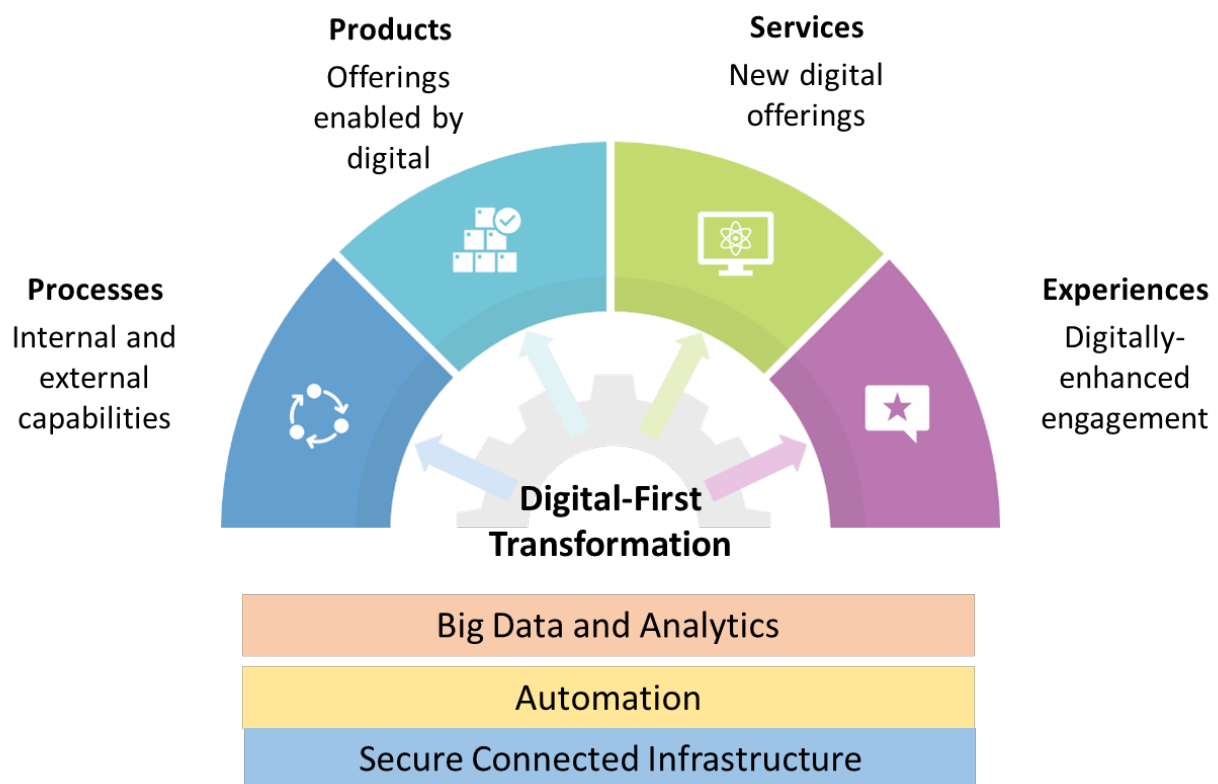 Products
Offerings
enabled by
digital
Services
New digital
offerings
Processes
Internal and
external
capabilities
Experiences
Digitally-
enhanced
engagement
Digital-First
Transformation
Big Data and Analytics
Automation
Secure Connected Infrastructure